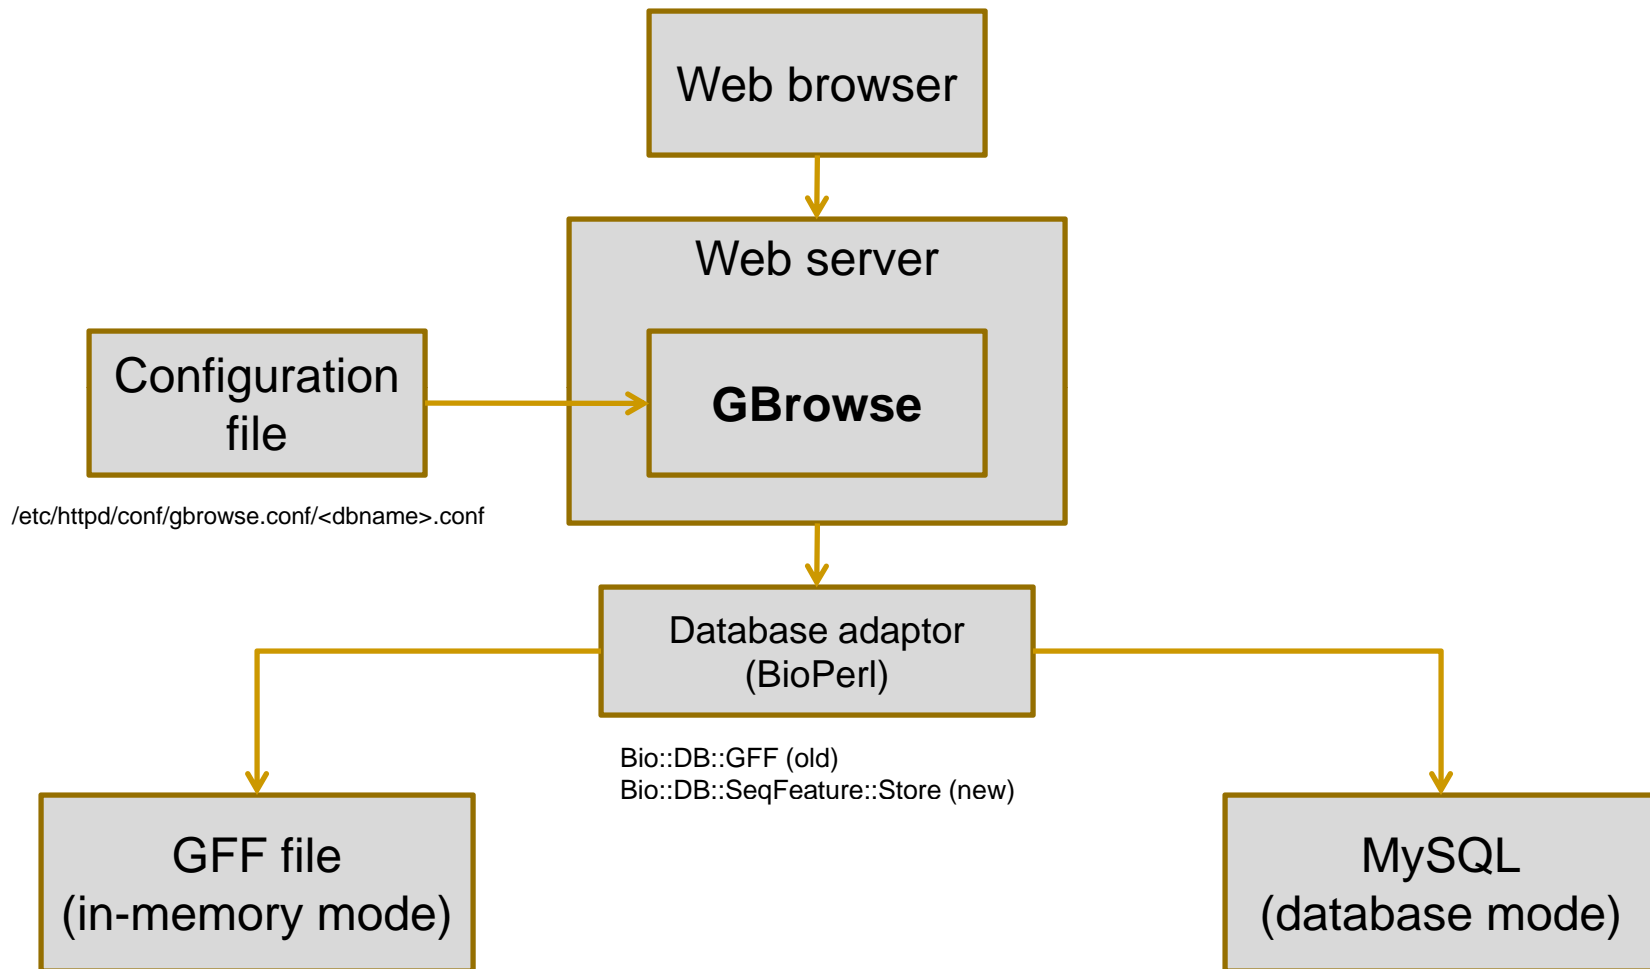 Web browser
Web server
Configuration
file
GBrowse
/etc/httpd/conf/gbrowse.conf/<dbname>.conf
Database adaptor
(BioPerl)
Bio::DB::GFF (old)
Bio::DB::SeqFeature::Store (new)
GFF file
(in-memory mode)
MySQL
(database mode)